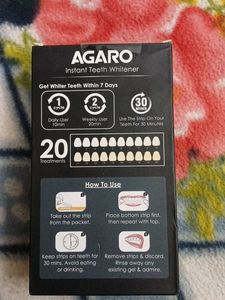 AGARO
Instant Teeth Whitener
Get Whiter Teeth Within 7 Days
1
2
30
Daily User
10min
Weekly User
20min
Use The Strip On Your
Teeth For 30 Minutes
20
Treatments
How To Use
Take out the strip
from the packet.
Place bottom strip first,
then repeat with top.
Keep strips on teeth for
30 mins. Avoid eating
or drinking.
Remove strips & discard.
Rinse away any
existing gel & admire.